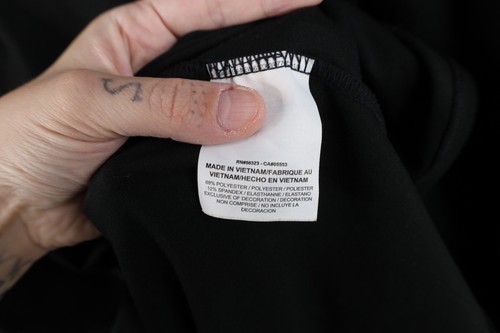 RN#56323 / CA#05553
MADE IN VIETNAM/FABRIQUE AU
VIETNAM/HECHO EN VIETNAM
88% POLYESTER / POLYESTER / POLIESTER
12% SPANDEX / ELASTHANNE / ELASTANO
EXCLUSIVE OF DECORATION / DECORATION
NON COMPRISE / NO INCLUYE LA
DECORACION